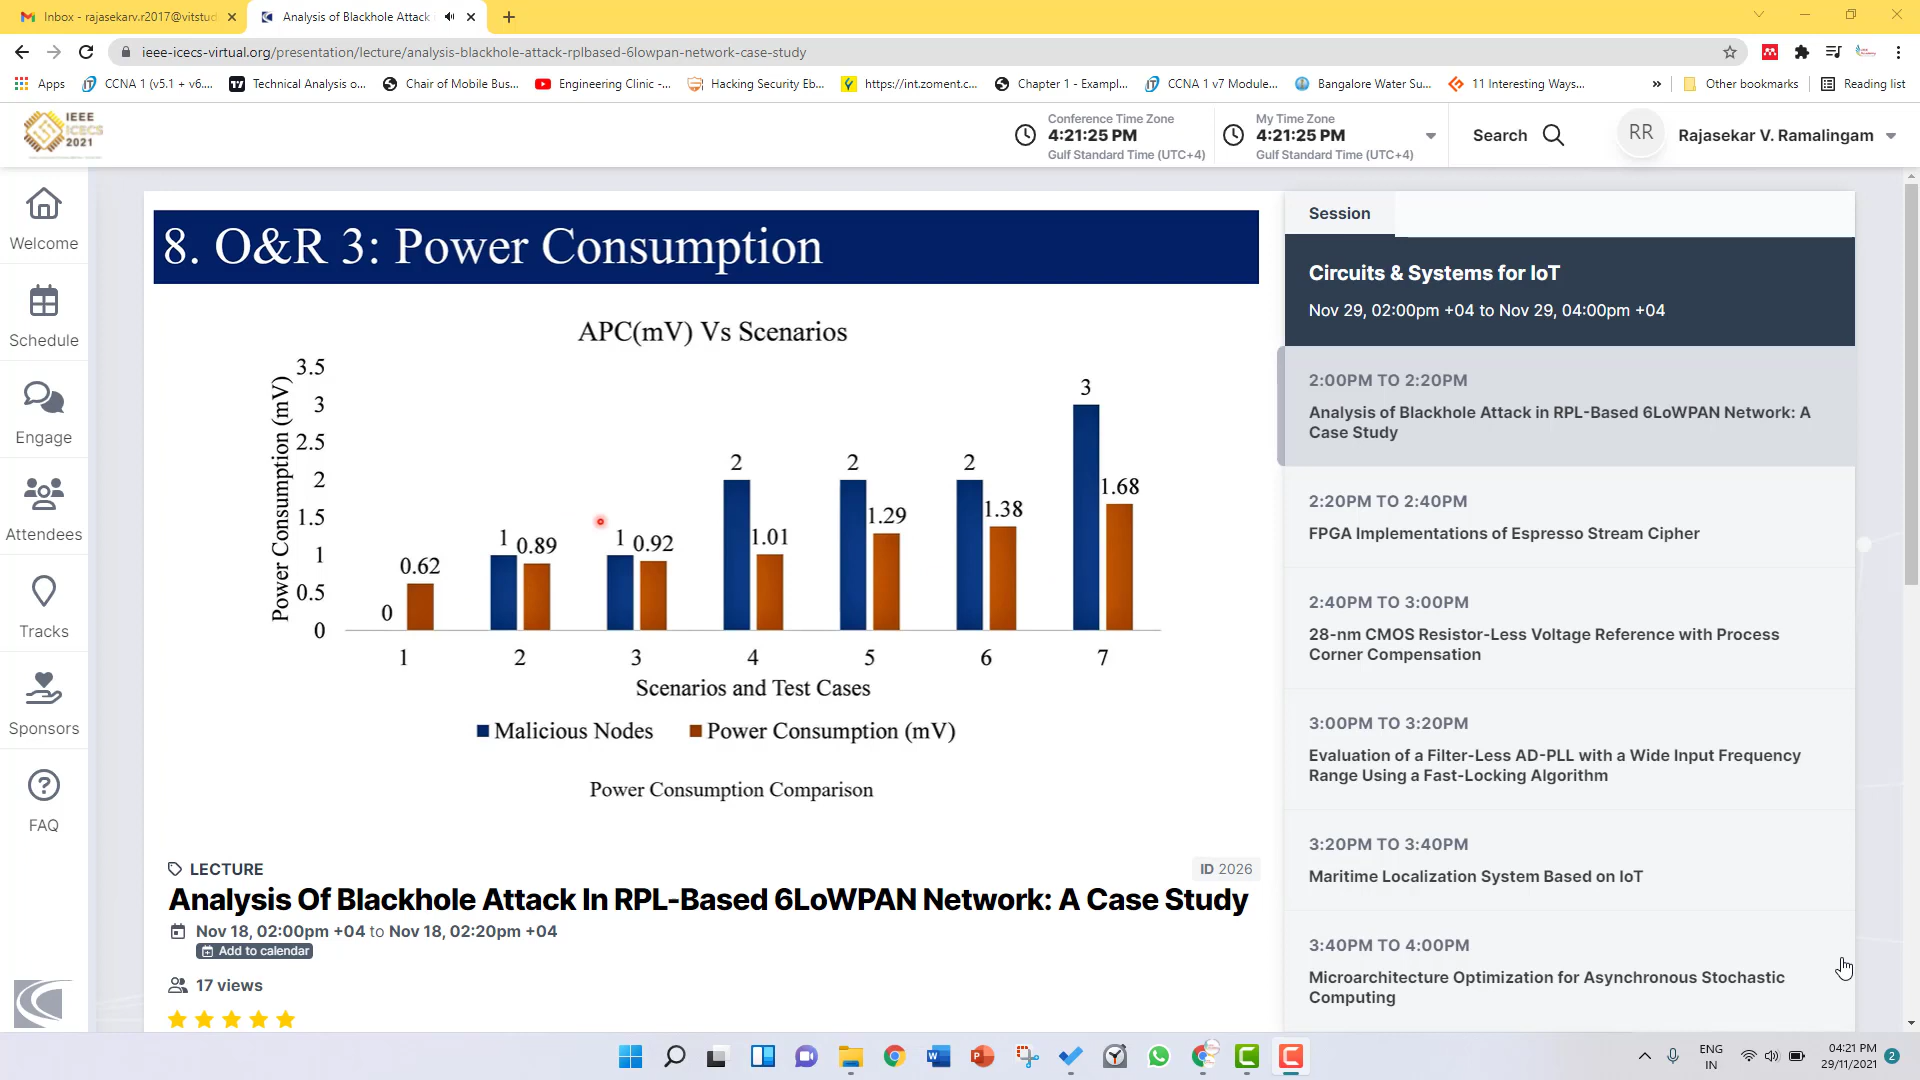 Inbox - rajasekarv.r2017@vitstud
Analysis of Blackhole Attack
ieee-icecs-virtual.org/presentation/lecture/analysis-blackhole-attack-rplbased-6lowpan-network-case-study
Apps
CCNA 1 (v5.1 + v6....
Technical Analysis o...
Chair of Mobile Bus...
Engineering Clinic -...
Hacking Security Eb...
https://int.zoment.c...
Chapter 1 - Exampl...
CCNA 1 v7 Module...
Bangalore Water Su...
11 Interesting Ways...
»
Other bookmarks
Reading list
IEEE
ICECS
2021
Conference Time Zone
4:21:25 PM
Gulf Standard Time (UTC+4)
My Time Zone
4:21:25 PM
Gulf Standard Time (UTC+4)
Search
RR
Rajasekar V. Ramalingam
Welcome
Schedule
Engage
Attendees
Tracks
Sponsors
FAQ
8. O&R 3: Power Consumption
APC(mV) Vs Scenarios
Power Consumption (mV)
3.5
3
2.5
2
1.5
1
0.5
0
0 0.62
1 0.89
1 0.92
2 1.01
2 1.29
2 1.38
3 1.68
1 2 3 4 5 6 7
Scenarios and Test Cases
Malicious Nodes Power Consumption (mV)
Power Consumption Comparison
LECTURE
ID 2026
Analysis Of Blackhole Attack In RPL-Based 6LoWPAN Network: A Case Study
Nov 18, 02:00pm +04 to Nov 18, 02:20pm +04
Add to calendar
17 views
Session
Circuits & Systems for IoT
Nov 29, 02:00pm +04 to Nov 29, 04:00pm +04
2:00PM TO 2:20PM
Analysis of Blackhole Attack in RPL-Based 6LoWPAN Network: A
Case Study
2:20PM TO 2:40PM
FPGA Implementations of Espresso Stream Cipher
2:40PM TO 3:00PM
28-nm CMOS Resistor-Less Voltage Reference with Process
Corner Compensation
3:00PM TO 3:20PM
Evaluation of a Filter-Less AD-PLL with a Wide Input Frequency
Range Using a Fast-Locking Algorithm
3:20PM TO 3:40PM
Maritime Localization System Based on IoT
3:40PM TO 4:00PM
Microarchitecture Optimization for Asynchronous Stochastic
Computing
ENG
IN
04:21 PM
29/11/2021
2